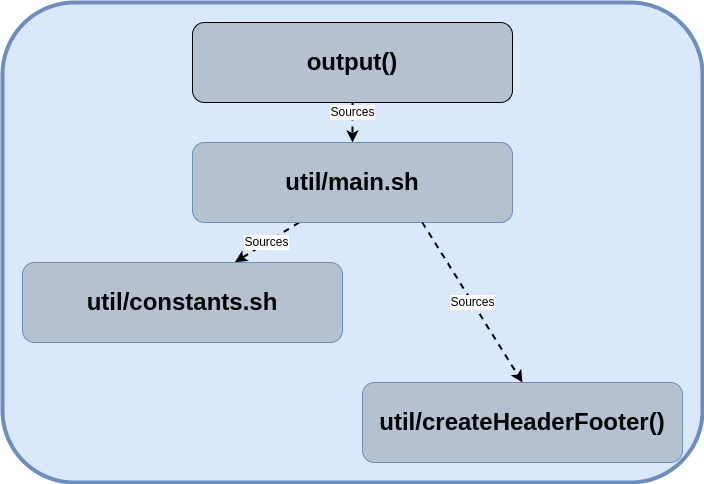 output()
Sources
util/main.sh
Sources
util/constants.sh
Sources
util/createHeaderFooter()